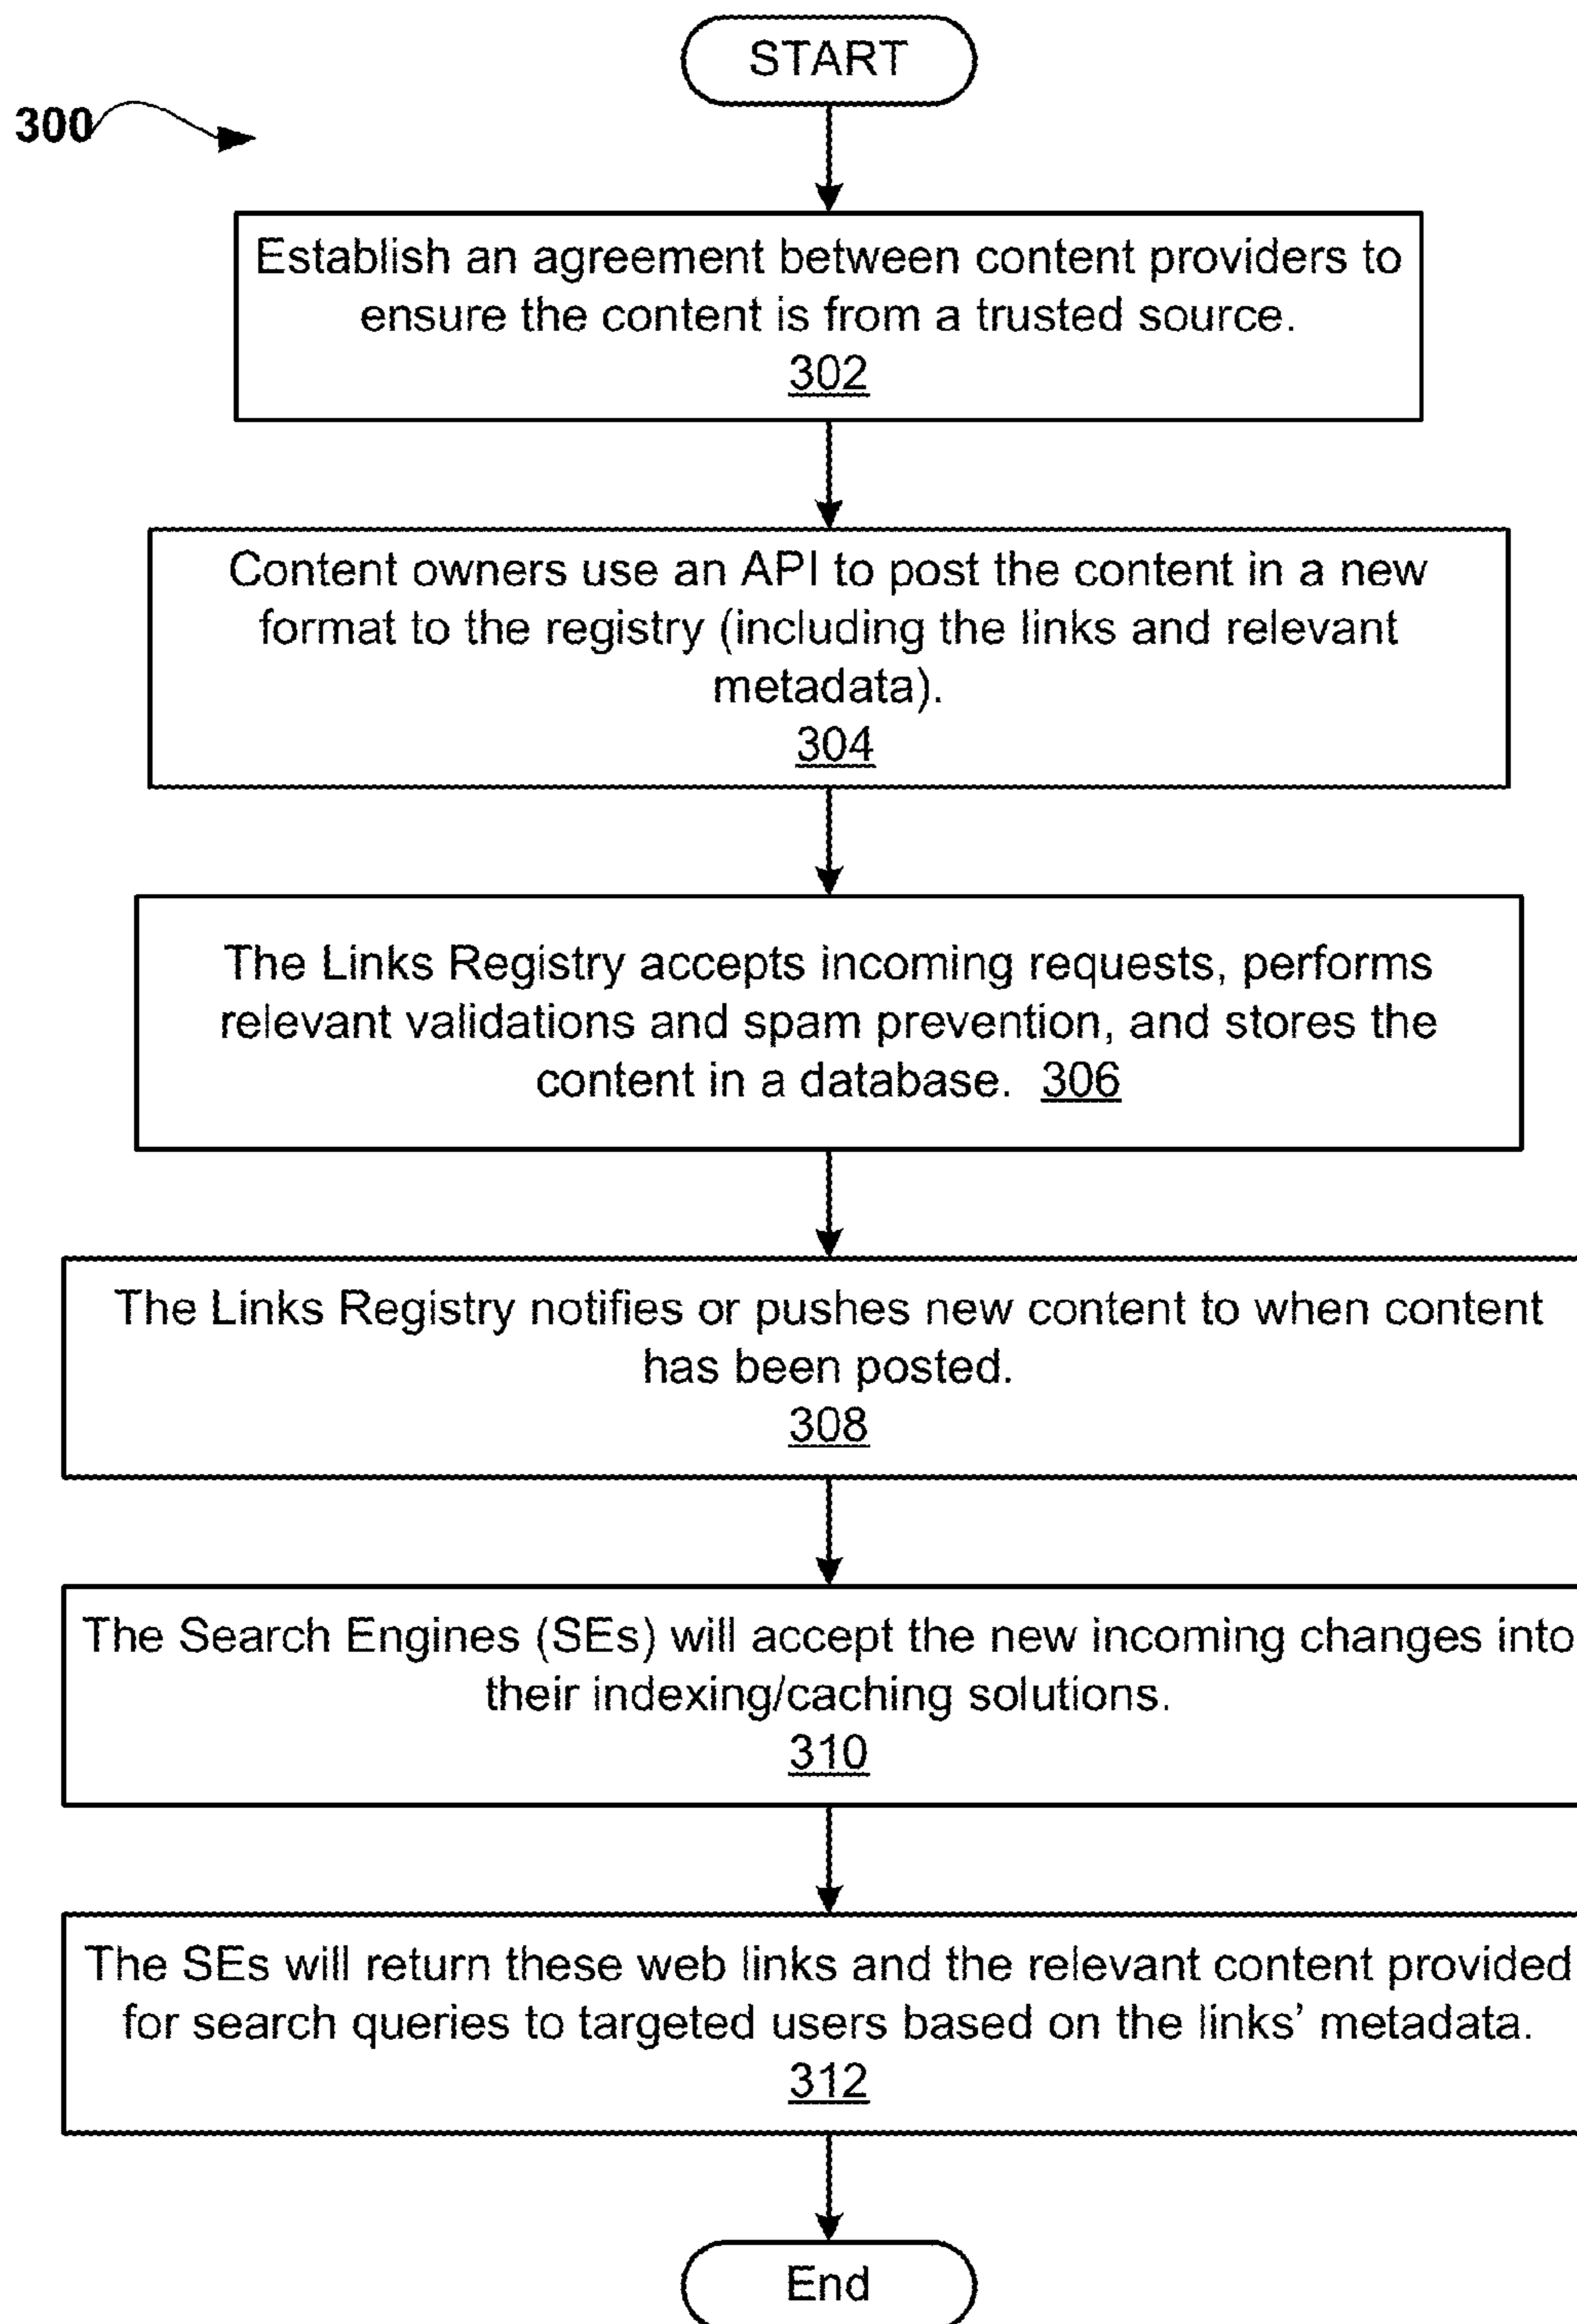 START
300
Establish an agreement between content providers to
ensure the content is from a trusted source.
302
Content owners use an API to post the content in a new
format to the registry (including the links and relevant
metadata).
304
The Links Registry accepts incoming requests, performs
relevant validations and spam prevention, and stores the
content in a database. 306
The Links Registry notifies or pushes new content to when content
has been posted.
308
The Search Engines (SEs) will accept the new incoming changes into
their indexing/caching solutions.
310
The SEs will return these web links and the relevant content provided
for search queries to targeted users based on the links’ metadata.
312
End